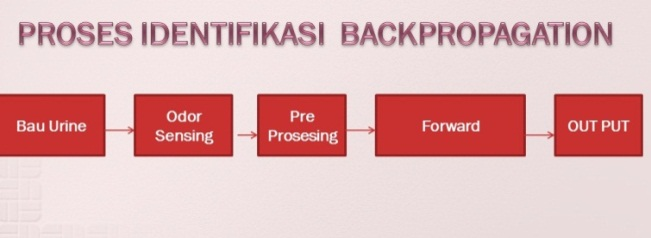 PROSES IDENTIFIKASI BACKPROPAGATION
Bau Urine
Odor
Sensing
Pre
Prosesing
Forward
OUT PUT